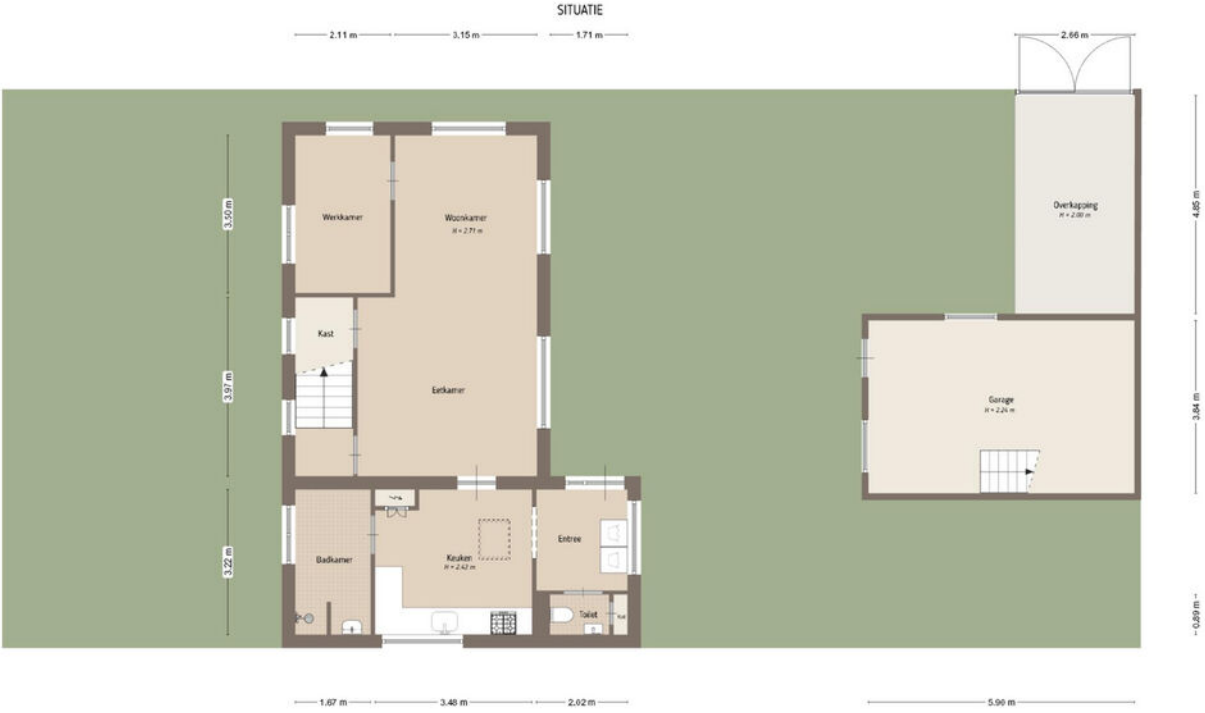 SITUATIE
2.11 m
3.15 m
1.71 m
2.66 m
3.50 m
Werkkamer
Woonkamer
H = 2.71 m
Overkapping
H = 2.00 m
4.85 m
Kast
3.97 m
Eetkamer
Garage
H = 2.24 m
3.84 m
3.22 m
Badkamer
Keuken
H = 2.42 m
Entree
Toilet
0.89 m
1.67 m
3.48 m
2.02 m
5.90 m